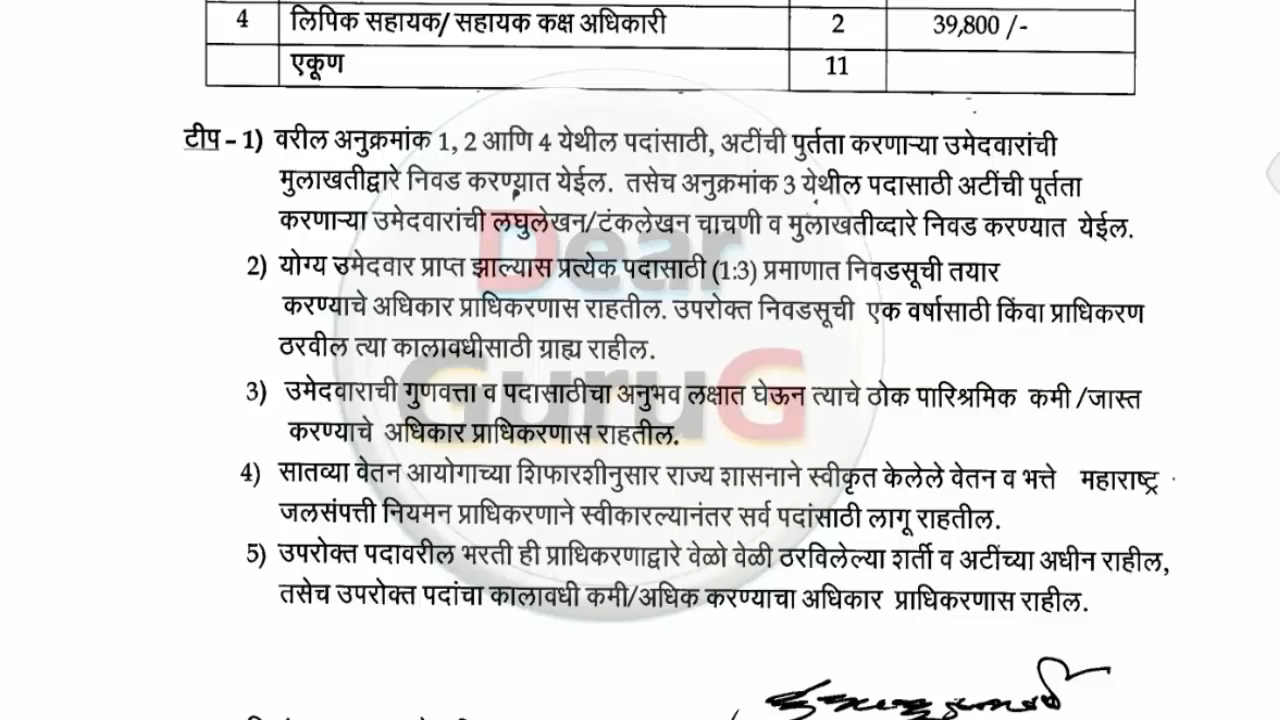 4 लिपिक सहायक/ सहायक कक्ष अधिकारी 2 39,800 /-
एकूण 11
टीप - 1) वरील अनुक्रमांक 1, 2 आणि 4 येथील पदांसाठी, अटींची पुर्तता करणाऱ्या उमेदवारांची
मुलाखतीद्वारे निवड करण्यात येईल. तसेच अनुक्रमांक 3 येथील पदासाठी अटींची पूर्तता
करणाऱ्या उमेदवारांची लघुलेखन/टंकलेखन चाचणी व मुलाखतीव्दारे निवड करण्यात येईल.
2) योग्य उमेदवार प्राप्त झाल्यास प्रत्येक पदासाठी (1:3) प्रमाणात निवडसूची तयार
करण्याचे अधिकार प्राधिकरणास राहतील. उपरोक्त निवडसूची एक वर्षासाठी किंवा प्राधिकरण
ठरवील त्या कालावधीसाठी ग्राह्य राहील.
3) उमेदवाराची गुणवत्ता व पदासाठीचा अनुभव लक्षात घेऊन त्याचे ठोक पारिश्रमिक कमी /जास्त
करण्याचे अधिकार प्राधिकरणास राहतील.
4) सातव्या वेतन आयोगाच्या शिफारशीनुसार राज्य शासनाने स्वीकृत केलेले वेतन व भत्ते महाराष्ट्र
जलसंपत्ती नियमन प्राधिकरणाने स्वीकारल्यानंतर सर्व पदांसाठी लागू राहतील.
5) उपरोक्त पदावरील भरती ही प्राधिकरणाद्वारे वेळो वेळी ठरविलेल्या शर्ती व अटींच्या अधीन राहील,
तसेच उपरोक्त पदांचा कालावधी कमी/अधिक करण्याचा अधिकार प्राधिकरणास राहील.
Dear
GuruG